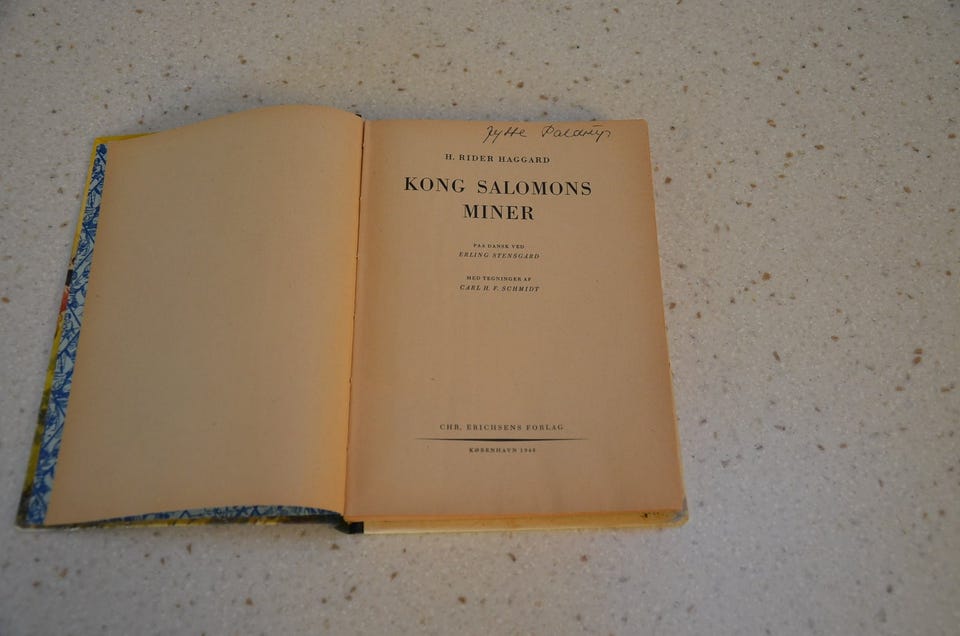 Jytte
H. RIDER HAGGARD
KONG SALOMONS
MINER
PAA DANSK VED
ERLING STENSGÅRD
MED TEGNINGER AF
CARL H. F. SCHMIDT
CHR. ERICHSENS FORLAG
KØBENHAVN